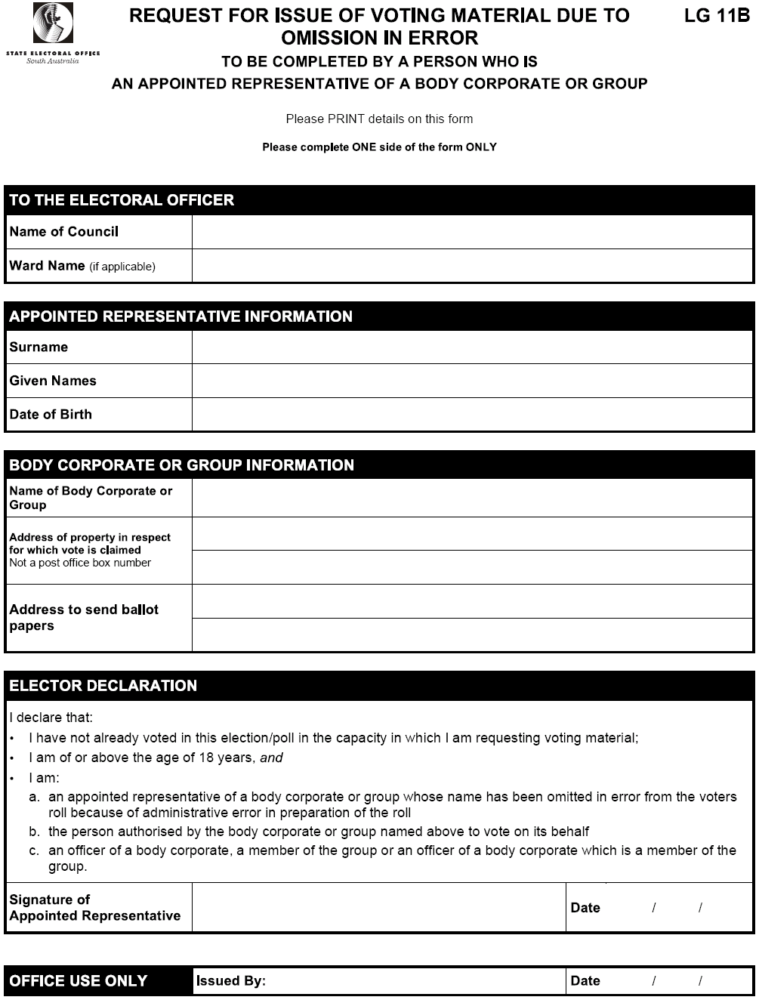 REQUEST FOR ISSUE OF VOTING MATERIAL DUE TO
OMISSION IN ERROR
LG 11B
STATE ELECTORAL OFFICE
South Australia
TO BE COMPLETED BY A PERSON WHO IS
AN APPOINTED REPRESENTATIVE OF A BODY CORPORATE OR GROUP
Please PRINT details on this form
Please complete ONE side of the form ONLY
TO THE ELECTORAL OFFICER
Name of Council
Ward Name (if applicable)
APPOINTED REPRESENTATIVE INFORMATION
Surname
Given Names
Date of Birth
BODY CORPORATE OR GROUP INFORMATION
Name of Body Corporate or
Group
Address of property in respect
for which vote is claimed
Not a post office box number
Address to send ballot
papers
ELECTOR DECLARATION
I declare that:
• I have not already voted in this election/poll in the capacity in which I am requesting voting material;
• I am of or above the age of 18 years, and
• I am:
a. an appointed representative of a body corporate or group whose name has been omitted in error from the voters
roll because of administrative error in preparation of the roll
b. the person authorised by the body corporate or group named above to vote on its behalf
c. an officer of a body corporate, a member of the group or an officer of a body corporate which is a member of the
group.
Signature of
Appointed Representative
Date / /
OFFICE USE ONLY Issued By: Date / /